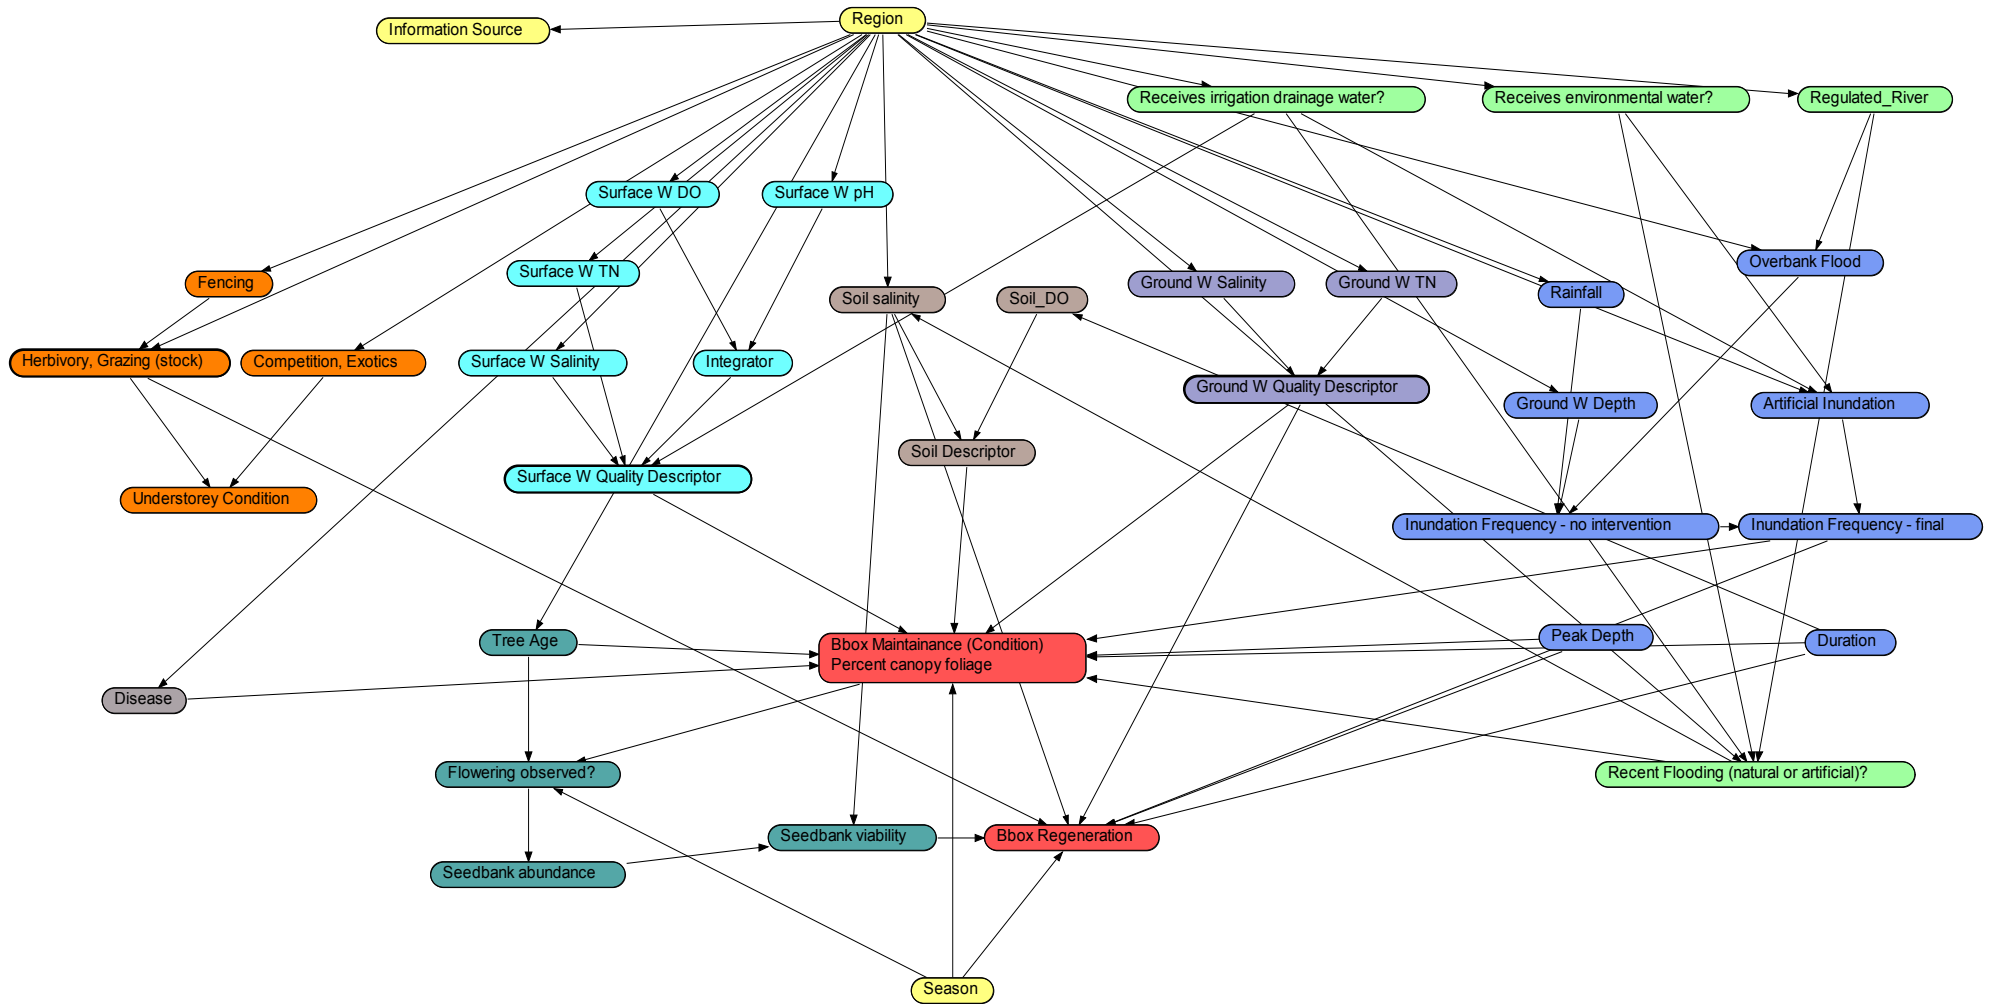 Region
Information Source
Receives irrigation drainage water?
Receives environmental water?
Regulated_River
Surface W DO
Surface W pH
Overbank Flood
Surface W TN
Fencing
Ground W Salinity
Ground W TN
Rainfall
Soil salinity
Soil_DO
Herbivory, Grazing (stock)
Competition, Exotics
Surface W Salinity
Integrator
Ground W Quality Descriptor
Ground W Depth
Artificial Inundation
Soil Descriptor
Surface W Quality Descriptor
Understorey Condition
Inundation Frequency - no intervention
Inundation Frequency - final
Tree Age
Bbox Maintainance (Condition)
Percent canopy foliage
Peak Depth
Duration
Disease
Flowering observed?
Recent Flooding (natural or artificial)?
Seedbank viability
Bbox Regeneration
Seedbank abundance
Season